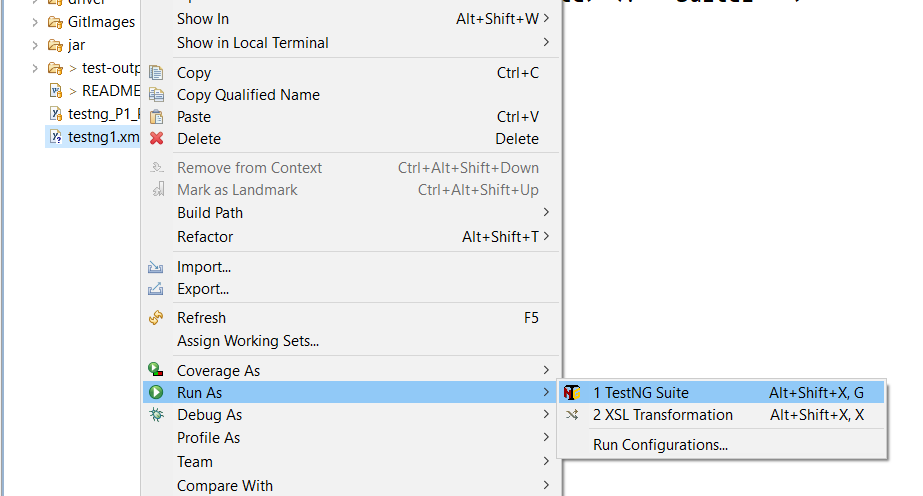 driver
GitImages
jar
> test-outp
> README
testng_P1_
testng1.xm
Show In Alt+Shift+W
Show in Local Terminal
Copy Ctrl+C
Copy Qualified Name
Paste Ctrl+V
Delete Delete
Remove from Context Ctrl+Alt+Shift+Down
Mark as Landmark Ctrl+Alt+Shift+Up
Build Path
Refactor Alt+Shift+T
Import...
Export...
Refresh F5
Assign Working Sets...
Coverage As
Run As
Debug As
Profile As
Team
Compare With
1 TestNG Suite Alt+Shift+X, G
2 XSL Transformation Alt+Shift+X, X
Run Configurations...